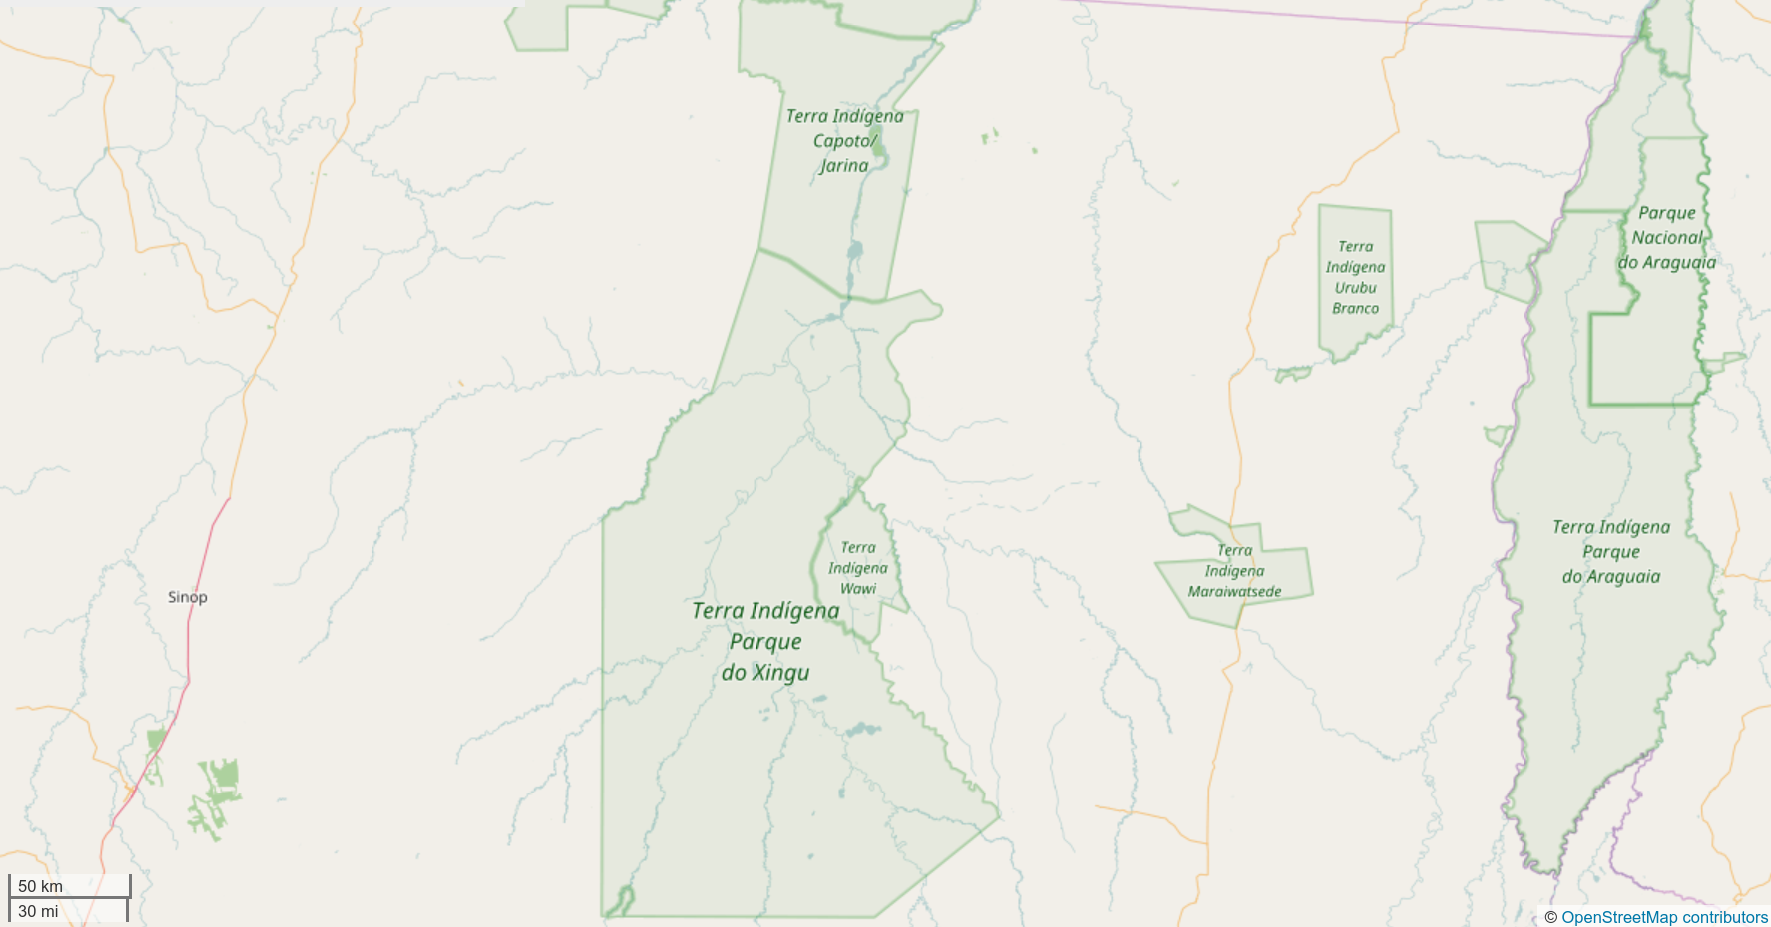 Terra Indígena
Capoto/
Jarina
Parque
Nacional
do Araguaia
Terra
Indígena
Urubu
Branco
Terra Indígena
Parque
do Araguaia
Terra
Indígena
Wawi
Terra
Indígena
Maraiwatsede
Sinop
Terra Indígena
Parque
do Xingu
50 km
30 mi
© OpenStreetMap contributors